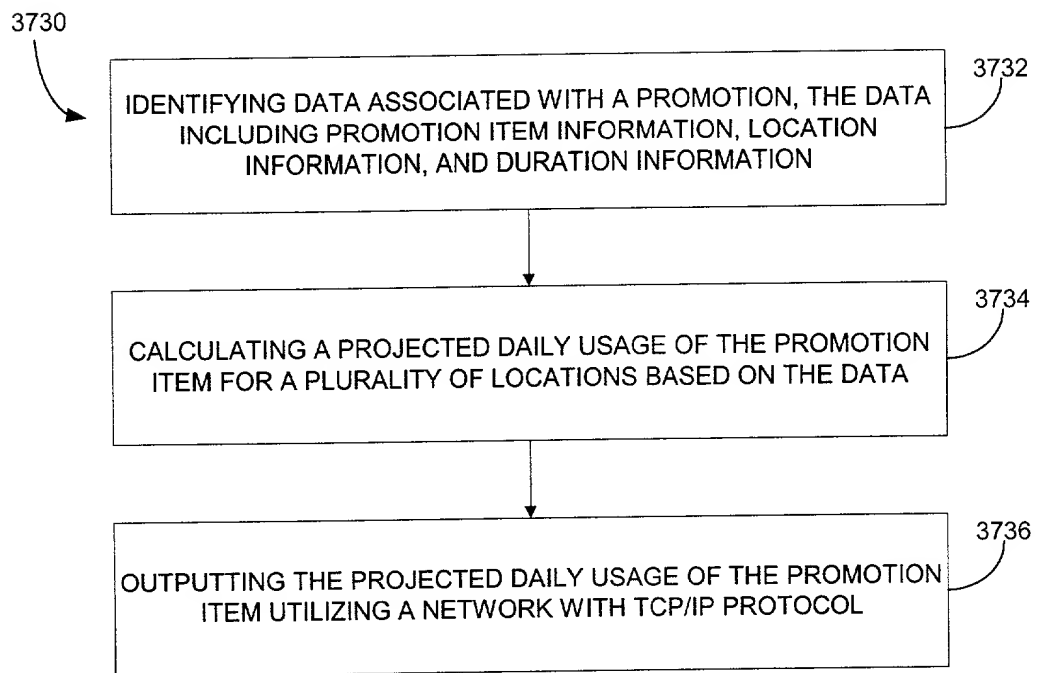 3730
3732
IDENTIFYING DATA ASSOCIATED WITH A PROMOTION, THE DATA
INCLUDING PROMOTION ITEM INFORMATION, LOCATION
INFORMATION, AND DURATION INFORMATION
3734
CALCULATING A PROJECTED DAILY USAGE OF THE PROMOTION
ITEM FOR A PLURALITY OF LOCATIONS BASED ON THE DATA
3736
OUTPUTTING THE PROJECTED DAILY USAGE OF THE PROMOTION
ITEM UTILIZING A NETWORK WITH TCP/IP PROTOCOL